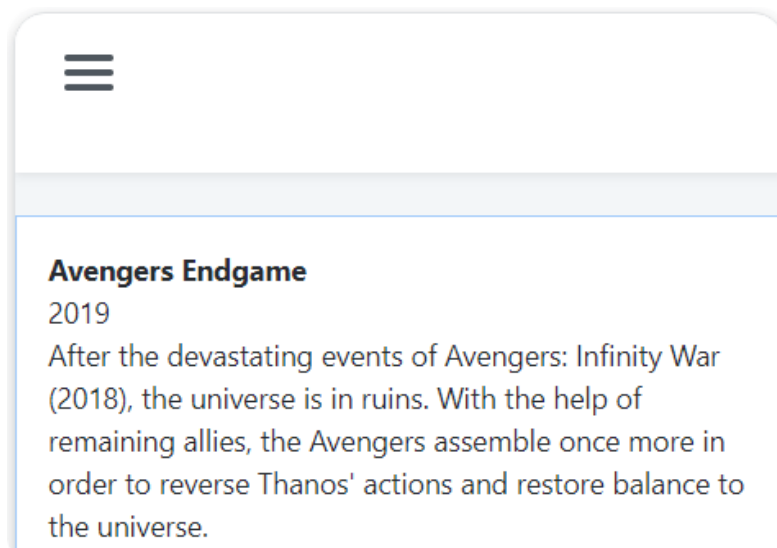 Avengers Endgame
2019
After the devastating events of Avengers: Infinity War
(2018), the universe is in ruins. With the help of
remaining allies, the Avengers assemble once more in
order to reverse Thanos' actions and restore balance to
the universe.